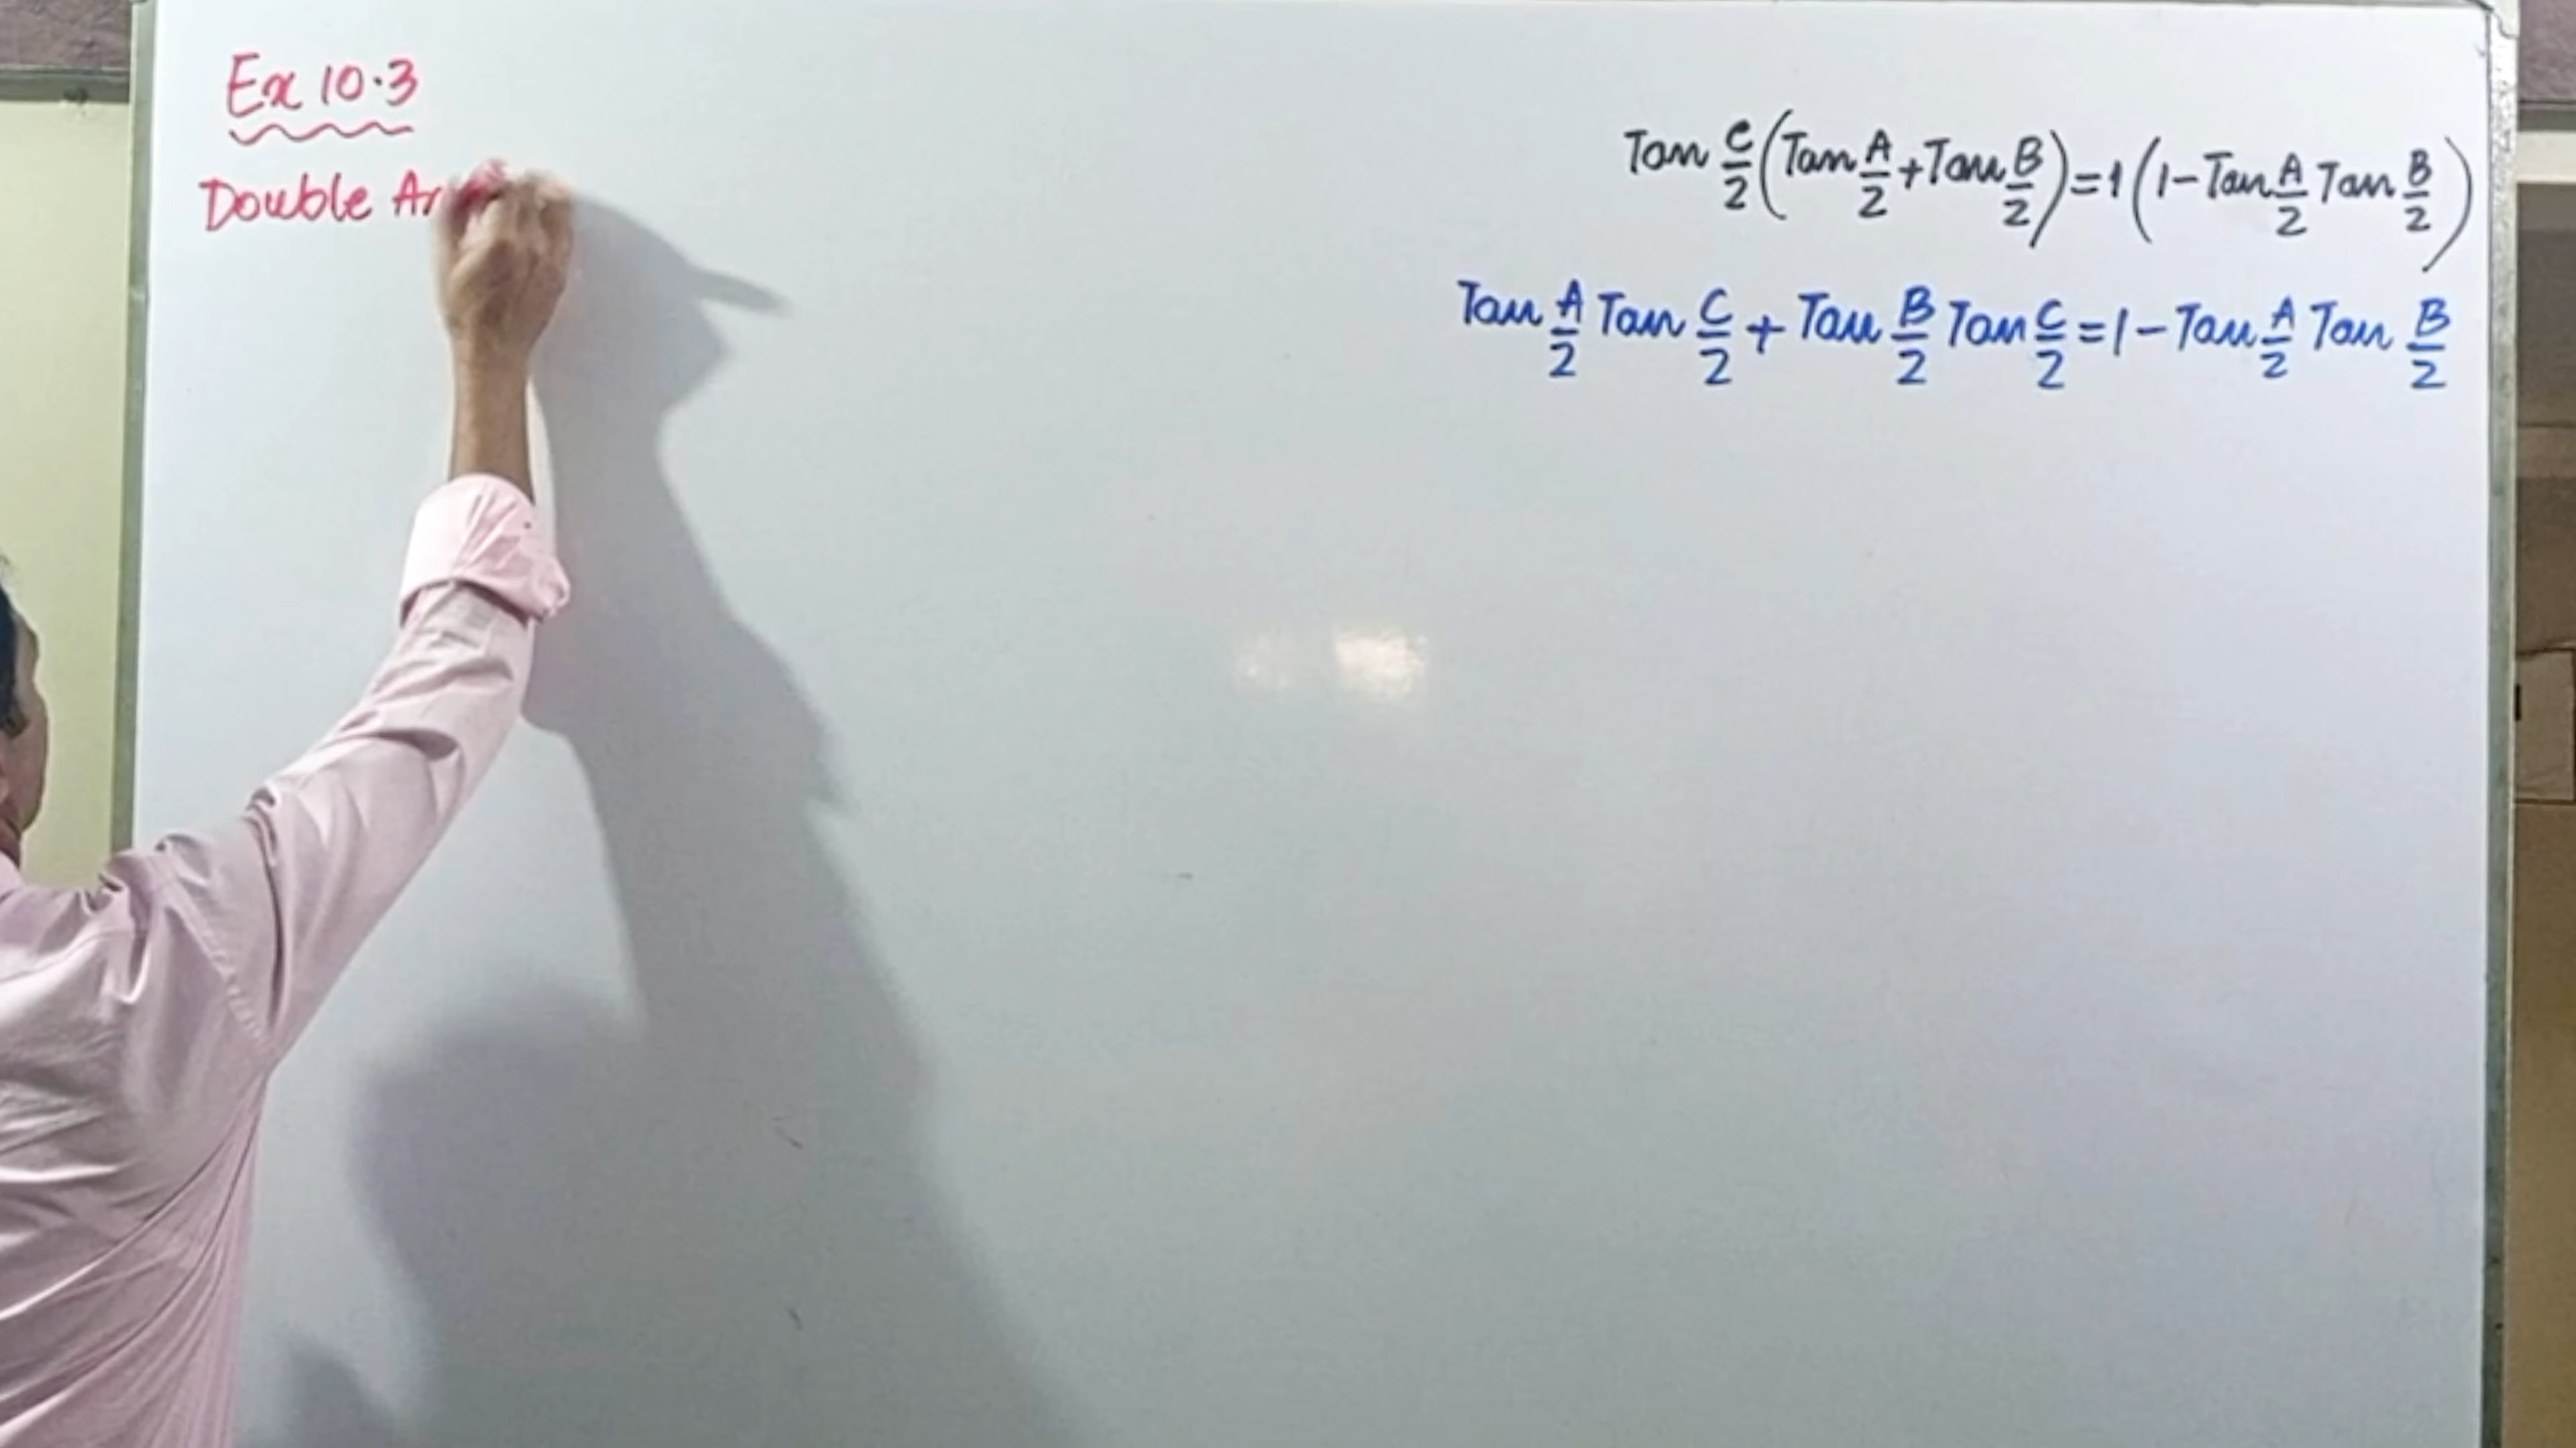 Ex 10.3
Double
Tan C/2 (Tan A/2 + Tan B/2) = 1 (1 - Tan A/2 Tan B/2)
Tan A/2 Tan C/2 + Tan B/2 Tan C/2 = 1 - Tan A/2 Tan B/2